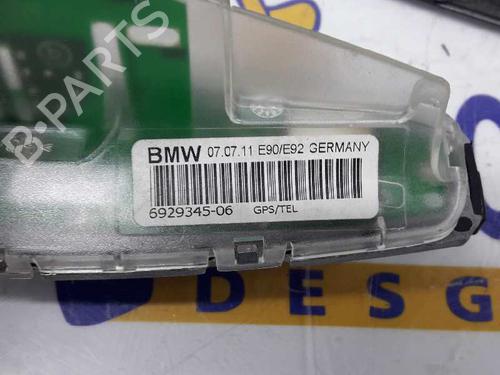 B-PARTS
BMW 07.07.11 E90/E92 GERMANY
6929345-06 GPS/TEL
DESG